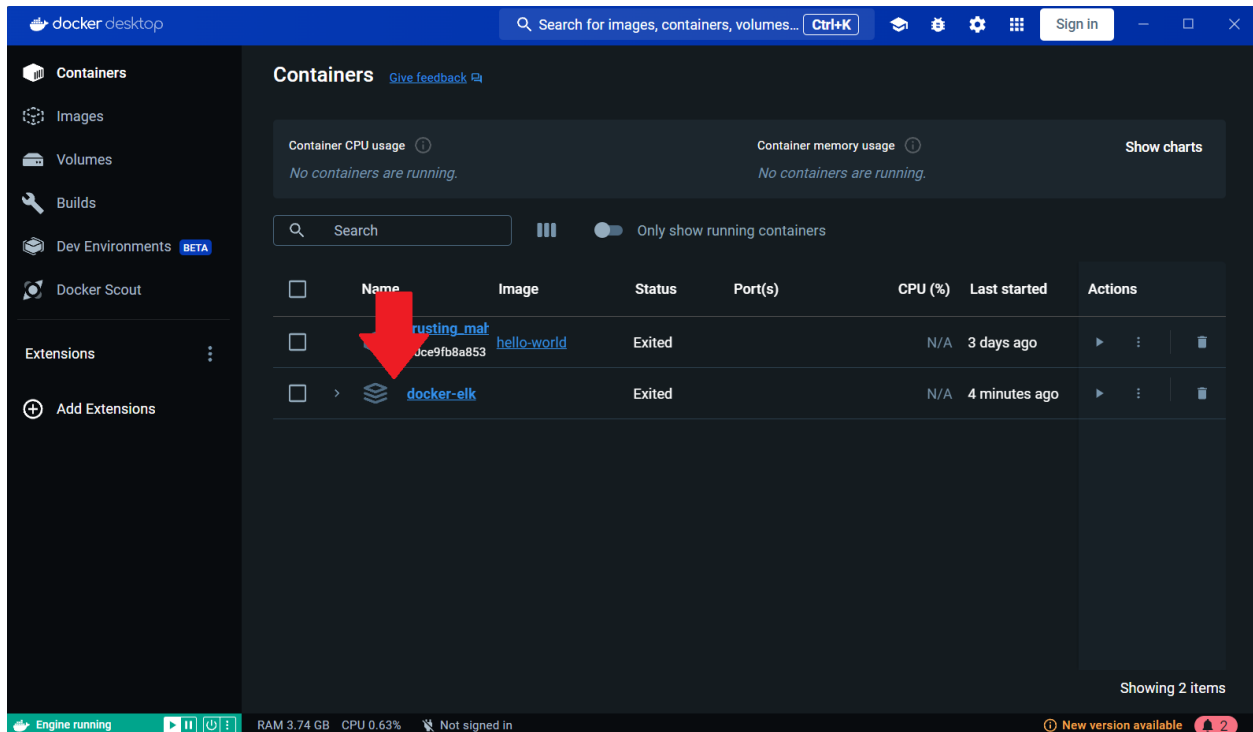 docker desktop
Search for images, containers, volumes... Ctrl+K
Sign in
Containers
Images
Volumes
Builds
Dev Environments BETA
Docker Scout
Extensions
Add Extensions
Containers Give feedback
Container CPU usage
No containers are running.
Container memory usage
No containers are running.
Show charts
Search
Only show running containers
Name Image Status Port(s) CPU (%) Last started Actions
hello-world Exited N/A 3 days ago
docker-elk Exited N/A 4 minutes ago
Showing 2 items
Engine running RAM 3.74 GB CPU 0.63% Not signed in New version available 2